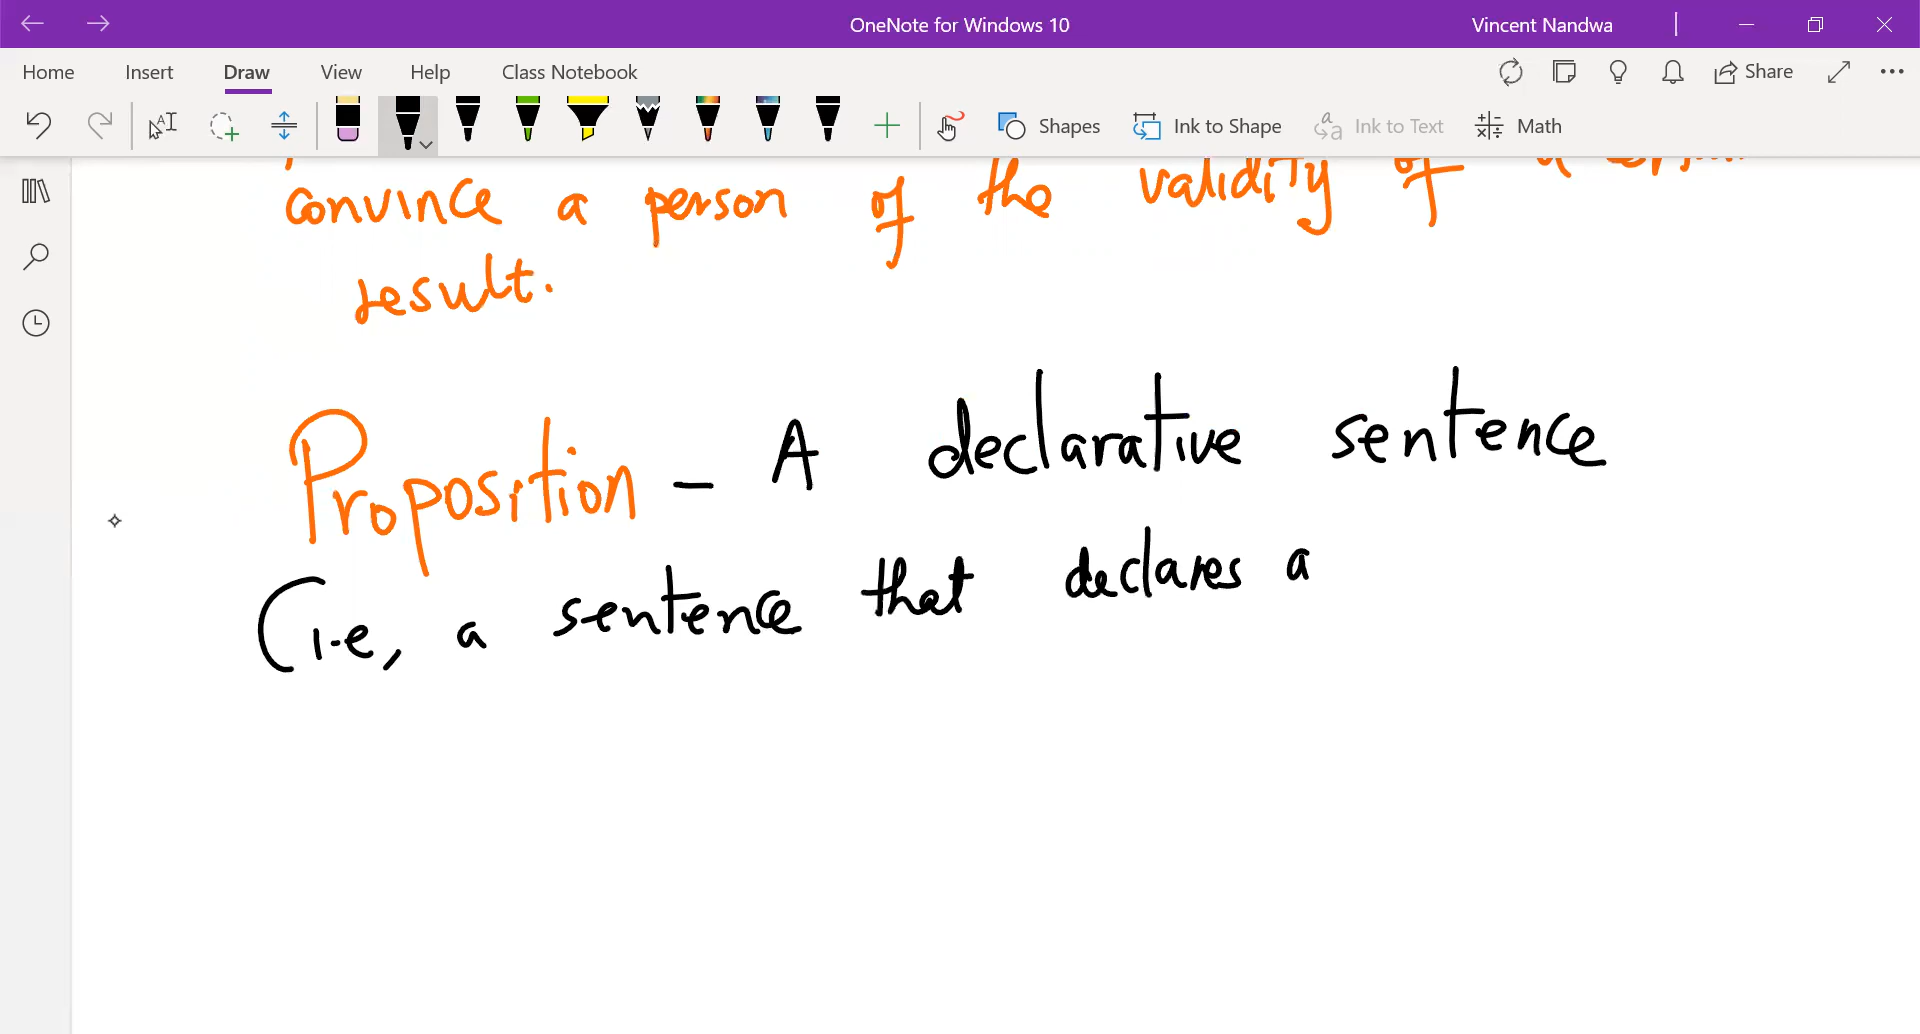 OneNote for Windows 10
Vincent Nandwa
Home Insert Draw View Help Class Notebook
Share
Shapes Ink to Shape Ink to Text Math
convince a person of the validity of a
result.
Proposition - A declarative sentence
(i.e, a sentence that declares a